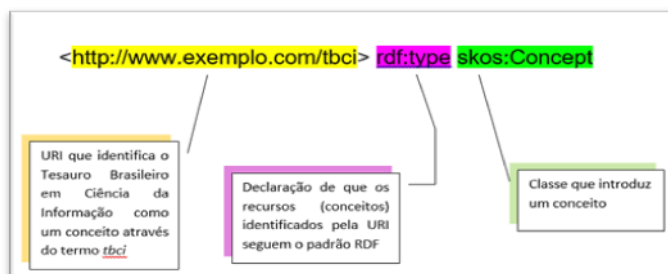 <http://www.exemplo.com/tbci> rdf:type skos:Concept
URI que identifica o
Tesauro Brasileiro
em Ciência da
Informação como
um conceito através
do termo tbci
Declaração de que os
recursos (conceitos)
identificados pela URI
seguem o padrão RDF
Classe que introduz
um conceito